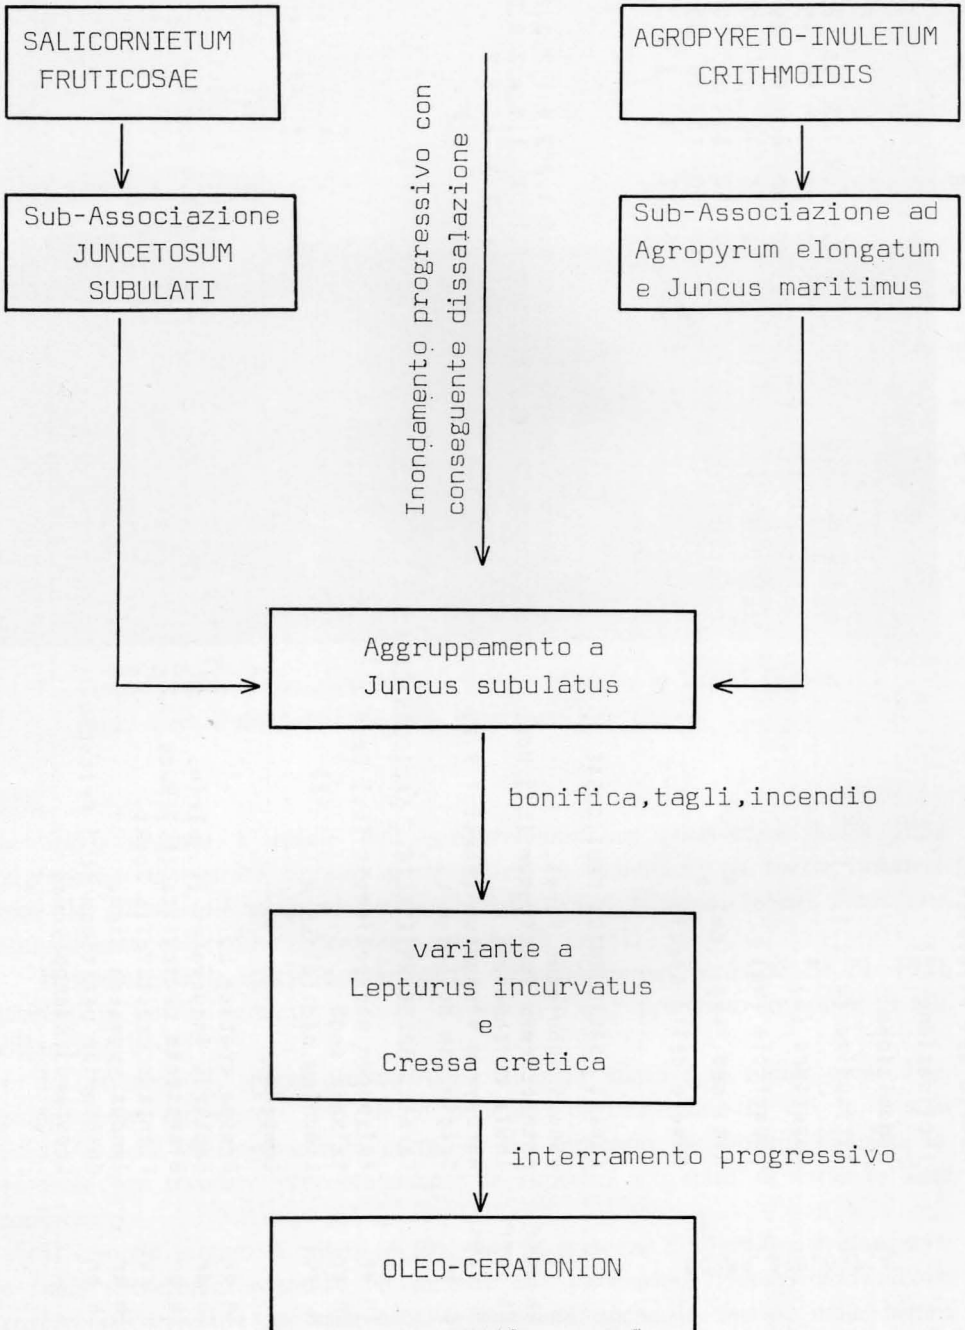 SALICORNIETUM
FRUTICOSAE
AGROPYRETO-INULETUM
CRITHMOIDIS
Inondamento progressivo con
conseguente dissalazione
Sub-Associazione
JUNCETOSUM
SUBULATI
Sub-Associazione ad
Agropyrum elongatum
e Juncus maritimus
Aggruppamento a
Juncus subulatus
bonifica,tagli,incendio
variante a
Lepturus incurvatus
e
Cressa cretica
interramento progressivo
OLEO-CERATONION